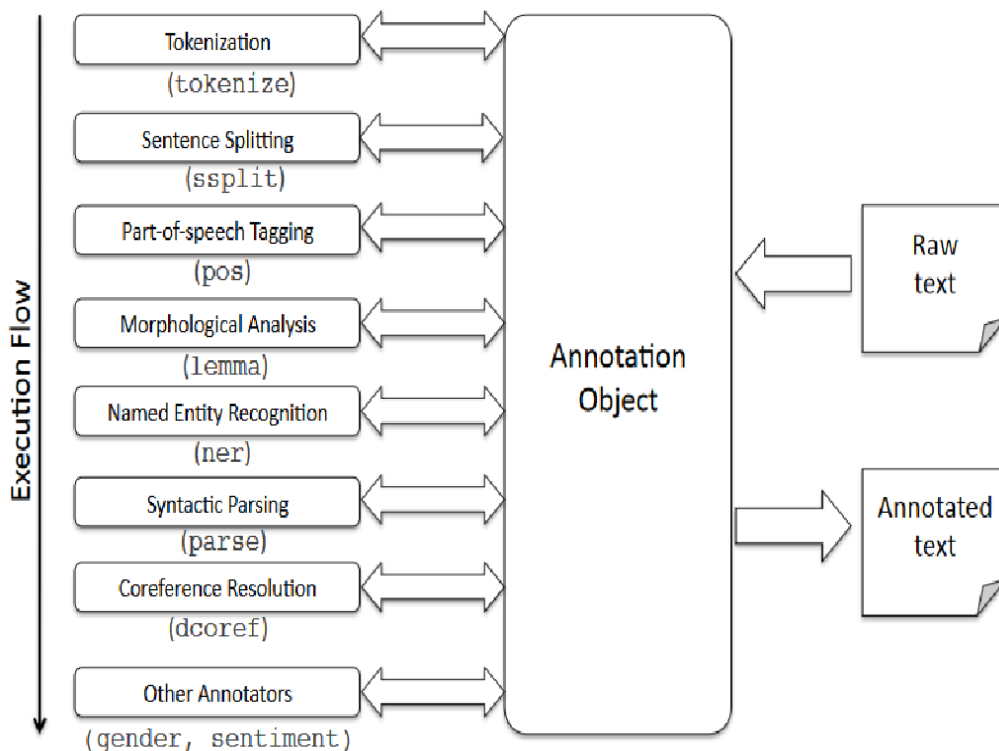 Execution Flow
Tokenization
(tokenize)
Sentence Splitting
(ssplit)
Part-of-speech Tagging
(pos)
Morphological Analysis
(lemma)
Named Entity Recognition
(ner)
Syntactic Parsing
(parse)
Coreference Resolution
(dcoref)
Other Annotators
(gender, sentiment)
Annotation
Object
Raw
text
Annotated
text